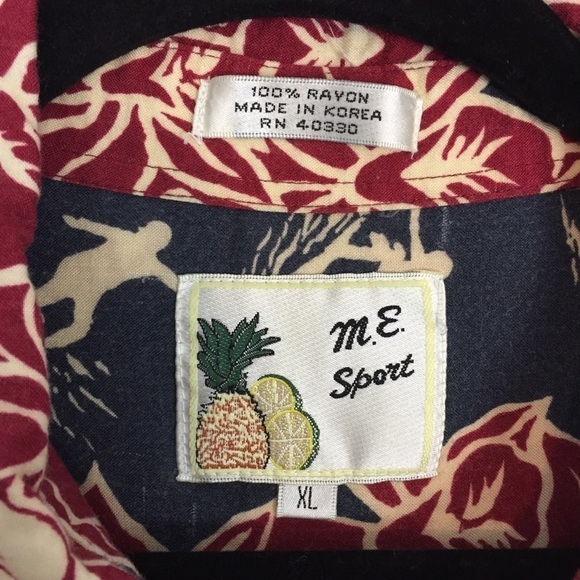 100% RAYON
MADE IN KOREA
RN 40330
M.E.
Sport
XL